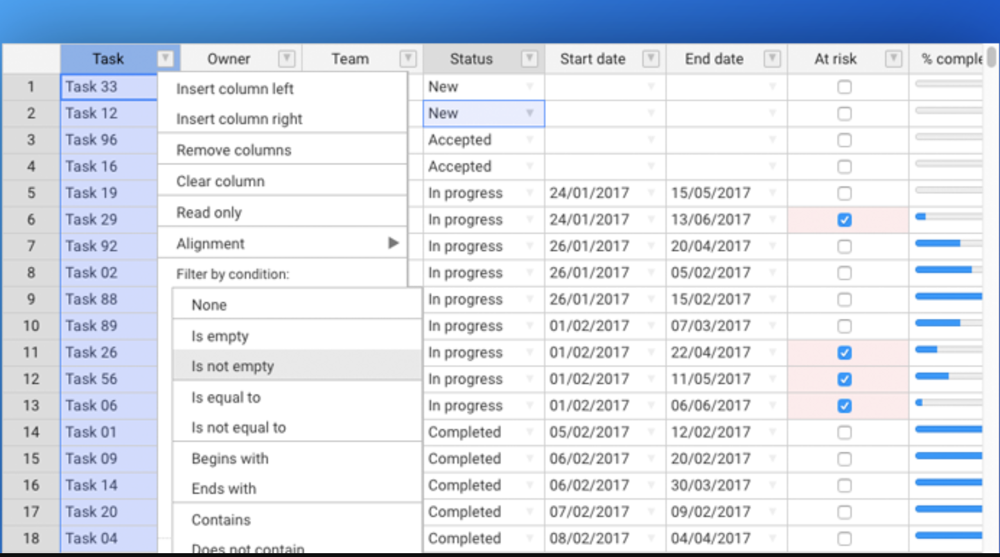 Task Owner Team Status Start date End date At risk % comple
1 Task 33 New
2 Task 12 New
3 Task 96 Accepted
4 Task 16 Accepted
5 Task 19 In progress 24/01/2017 15/05/2017
6 Task 29 In progress 24/01/2017 13/06/2017
7 Task 92 In progress 26/01/2017 20/04/2017
8 Task 02 In progress 26/01/2017 05/02/2017
9 Task 88 In progress 26/01/2017 15/02/2017
10 Task 89 In progress 01/02/2017 07/03/2017
11 Task 26 In progress 01/02/2017 22/04/2017
12 Task 56 In progress 01/02/2017 11/05/2017
13 Task 06 In progress 01/02/2017 06/06/2017
14 Task 01 Completed 05/02/2017 12/02/2017
15 Task 09 Completed 06/02/2017 20/02/2017
16 Task 14 Completed 06/02/2017 30/03/2017
17 Task 20 Completed 07/02/2017 09/02/2017
18 Task 04 Completed 08/02/2017 04/04/2017
Insert column left
Insert column right
Remove columns
Clear column
Read only
Alignment
Filter by condition:
None
Is empty
Is not empty
Is equal to
Is not equal to
Begins with
Ends with
Contains
Does not contain